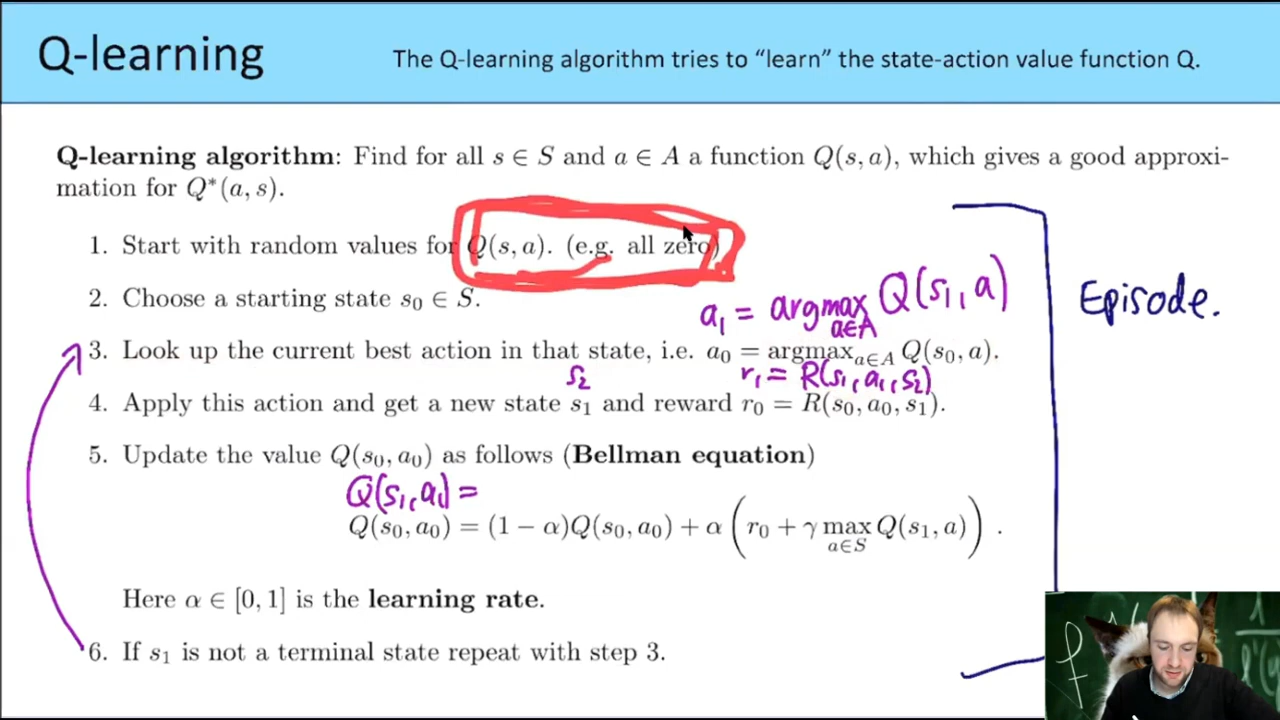 Q-learning
The Q-learning algorithm tries to “learn” the state-action value function Q.
Q-learning algorithm: Find for all s ∈ S and a ∈ A a function Q(s, a), which gives a good approxi-
mation for Q*(a, s).
1. Start with random values for Q(s, a). (e.g. all zero)
2. Choose a starting state s₀ ∈ S.
a₁ = argmax a∈A Q(s₁, a)
Episode.
3. Look up the current best action in that state, i.e. a₀ = argmax a∈A Q(s₀, a).
s₂ r₁ = R(s₁, a₁, s₂)
4. Apply this action and get a new state s₁ and reward r₀ = R(s₀, a₀, s₁).
5. Update the value Q(s₀, a₀) as follows (Bellman equation)
Q(s₁, a₁) =
Q(s₀, a₀) = (1 − α)Q(s₀, a₀) + α (r₀ + γ max a∈S Q(s₁, a)) .
Here α ∈ [0, 1] is the learning rate.
6. If s₁ is not a terminal state repeat with step 3.